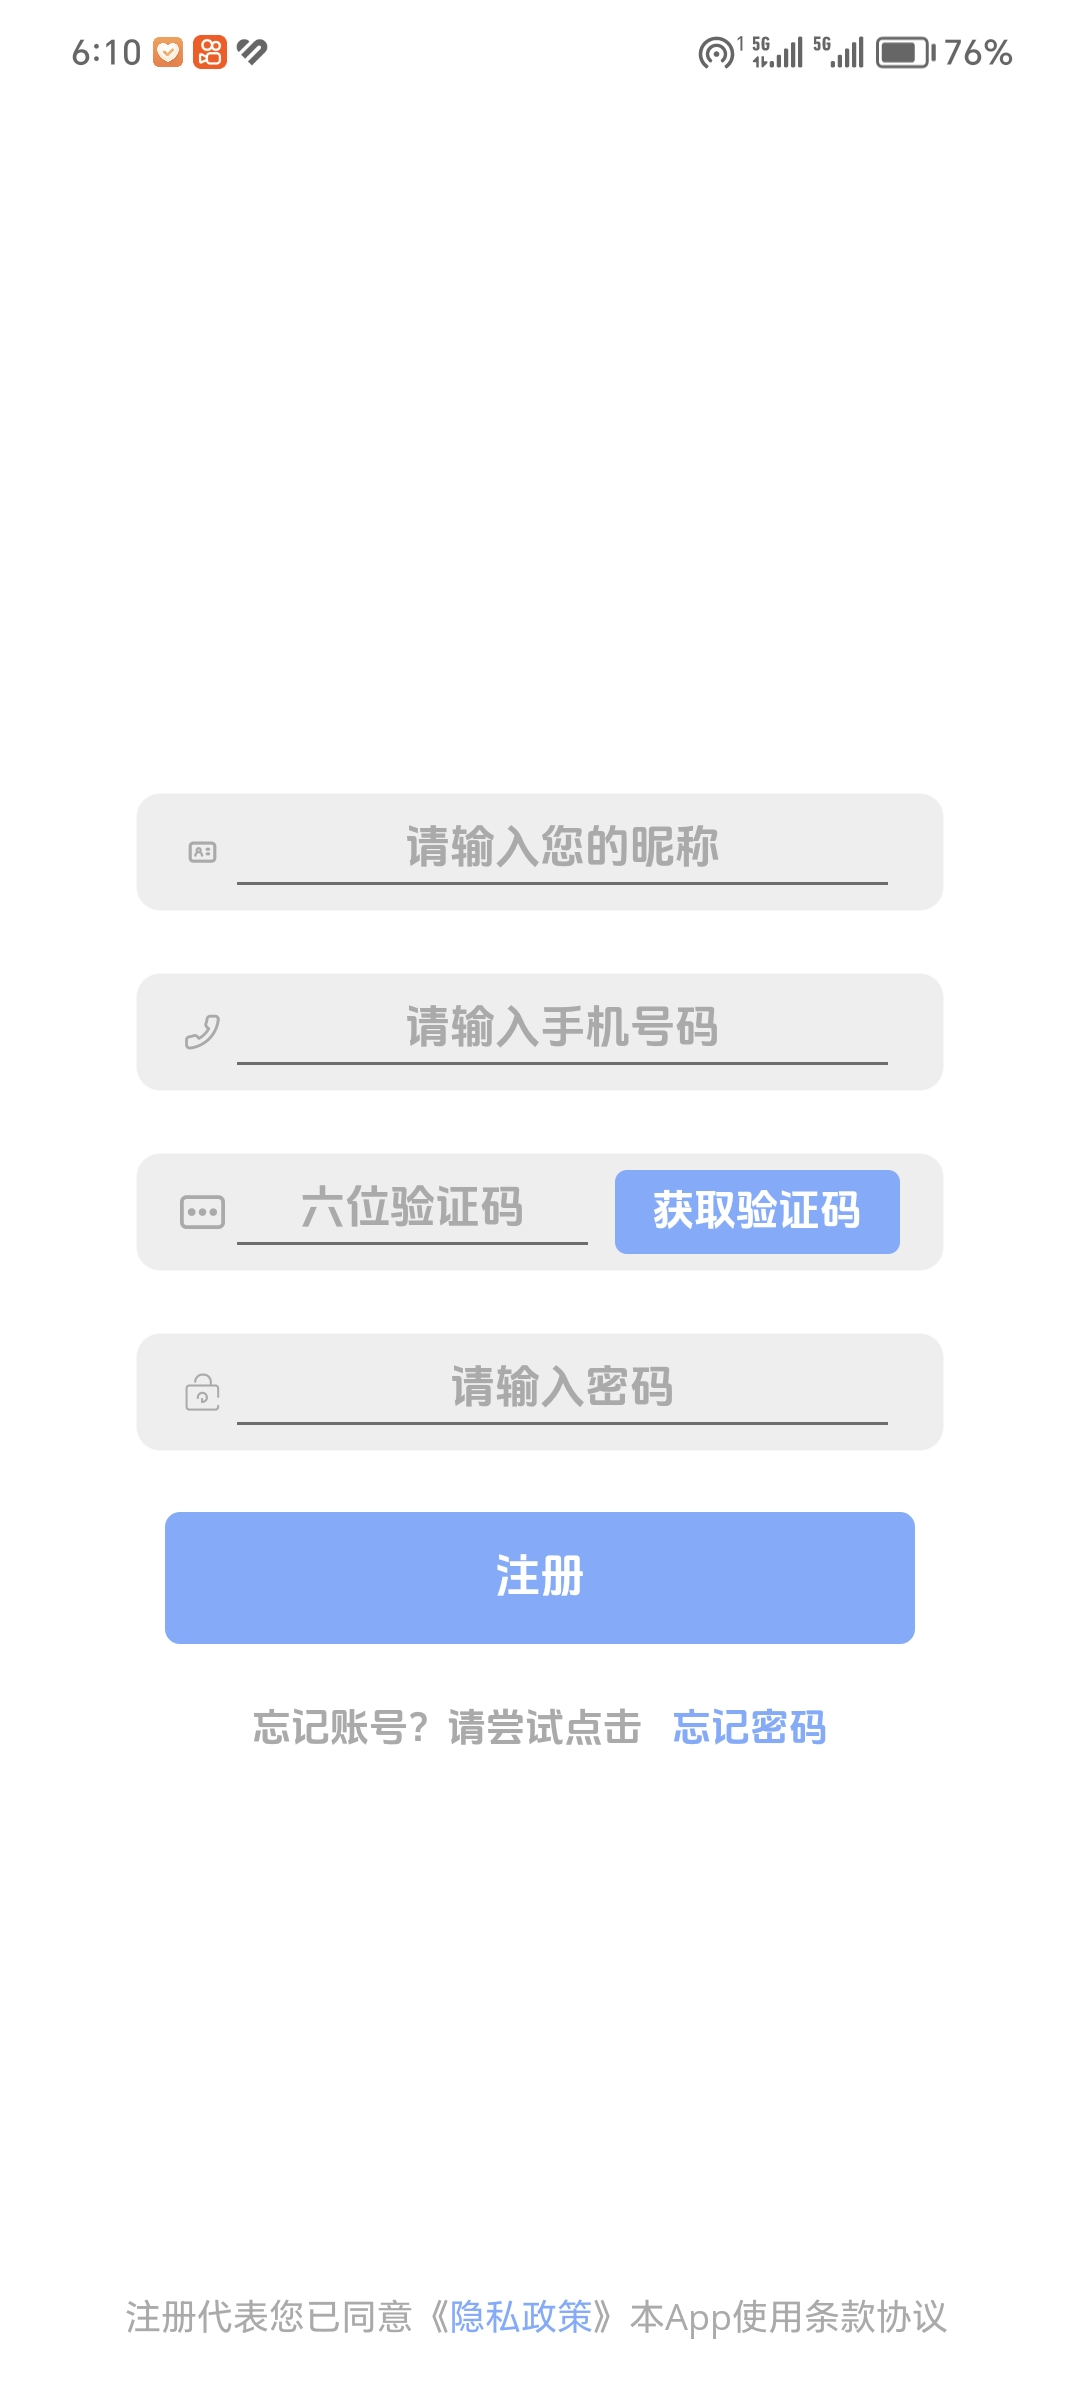 6:10 1 5G 5G 76%
请输入您的昵称
请输入手机号码
六位验证码 获取验证码
请输入密码
注册
忘记账号？请尝试点击 忘记密码
注册代表您已同意《隐私政策》本App使用条款协议